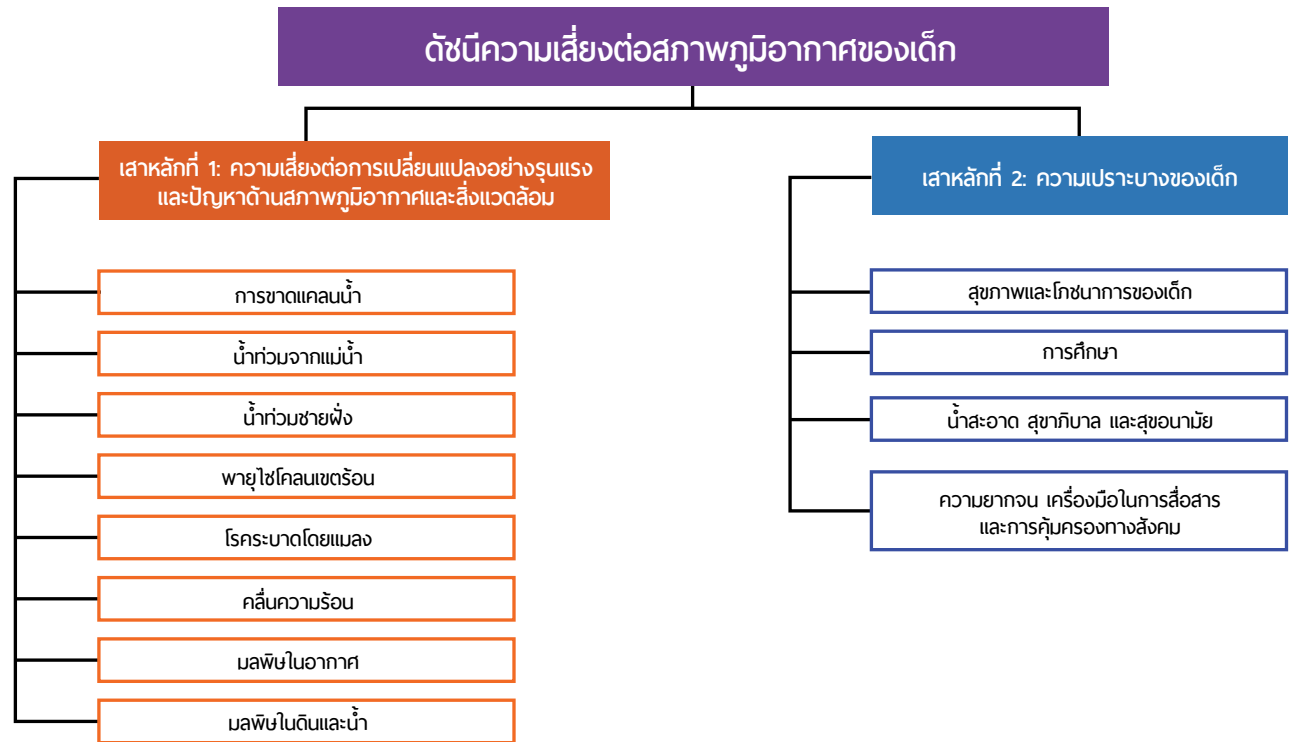 ดัชนีความเสี่ยงต่อสภาพภูมิอากาศของเด็ก
เสาหลักที่ 1: ความเสี่ยงต่อการเปลี่ยนแปลงอย่างรุนแรง
และปัญหาด้านสภาพภูมิอากาศและสิ่งแวดล้อม
การขาดแคลนน้ำ
น้ำท่วมจากแม่น้ำ
น้ำท่วมชายฝั่ง
พายุไซโคลนเขตร้อน
โรคระบาดโดยแมลง
คลื่นความร้อน
มลพิษในอากาศ
มลพิษในดินและน้ำ
เสาหลักที่ 2: ความเปราะบางของเด็ก
สุขภาพและโภชนาการของเด็ก
การศึกษา
น้ำสะอาด สุขาภิบาล และสุขอนามัย
ความยากจน เครื่องมือในการสื่อสาร
และการคุ้มครองทางสังคม